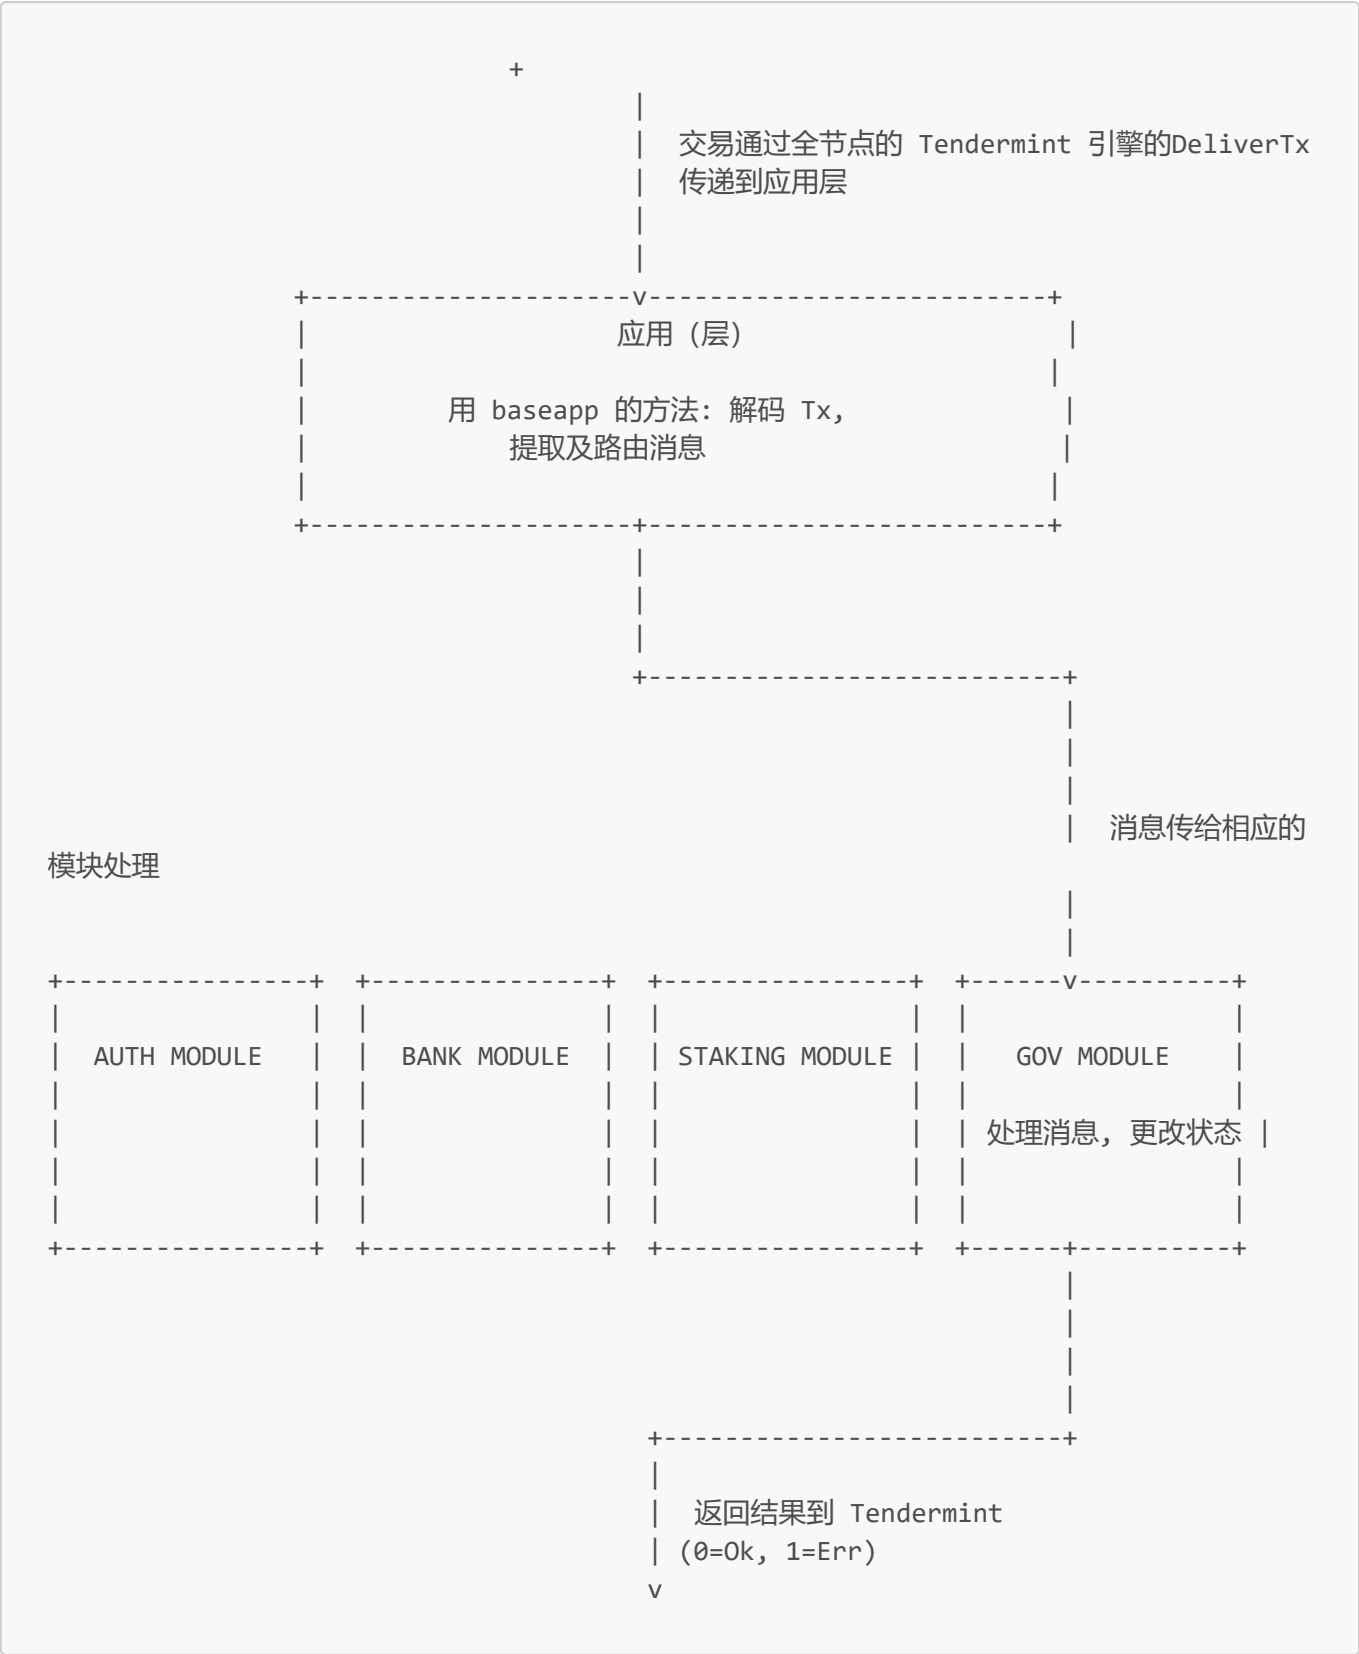 交易通过全节点的 Tendermint 引擎的DeliverTx
传递到应用层
应用（层）
用 baseapp 的方法: 解码 Tx,
提取及路由消息
消息传给相应的
模块处理
AUTH MODULE BANK MODULE STAKING MODULE GOV MODULE
处理消息, 更改状态
返回结果到 Tendermint
(0=Ok, 1=Err)